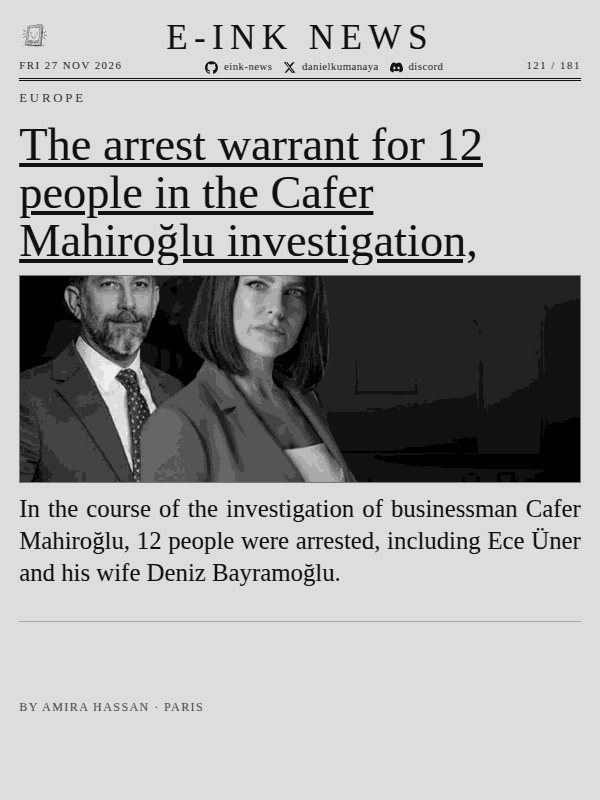 E-INK NEWS
FRI 27 NOV 2026
eink-news danielkumanaya discord
121 / 181
EUROPE
The arrest warrant for 12
people in the Cafer
Mahiroğlu investigation,
In the course of the investigation of businessman Cafer
Mahiroğlu, 12 people were arrested, including Ece Üner
and his wife Deniz Bayramoğlu.
BY AMIRA HASSAN · PARIS